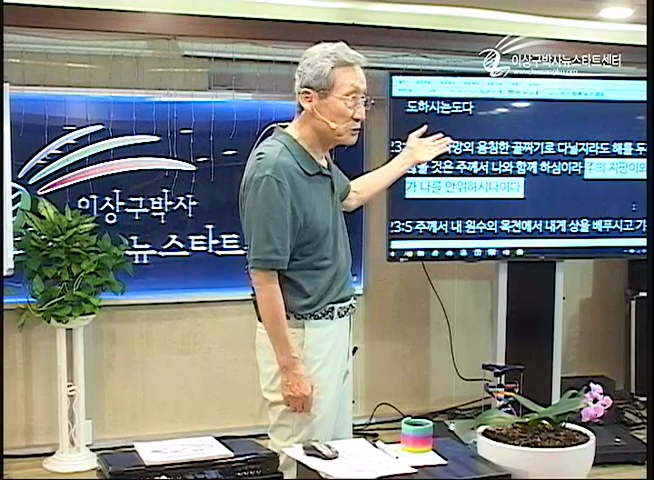 이상구박사뉴스타트센터
도하시는도다
망의 음침한 골짜기로 다닐지라도 해를 두
것은 주께서 나와 함께 하심이라 주의 지팡이와
가 나를 안위하시나이다
23:5 주께서 내 원수의 목전에서 내게 상을 베푸시고 기
이상구박사
뉴스타트